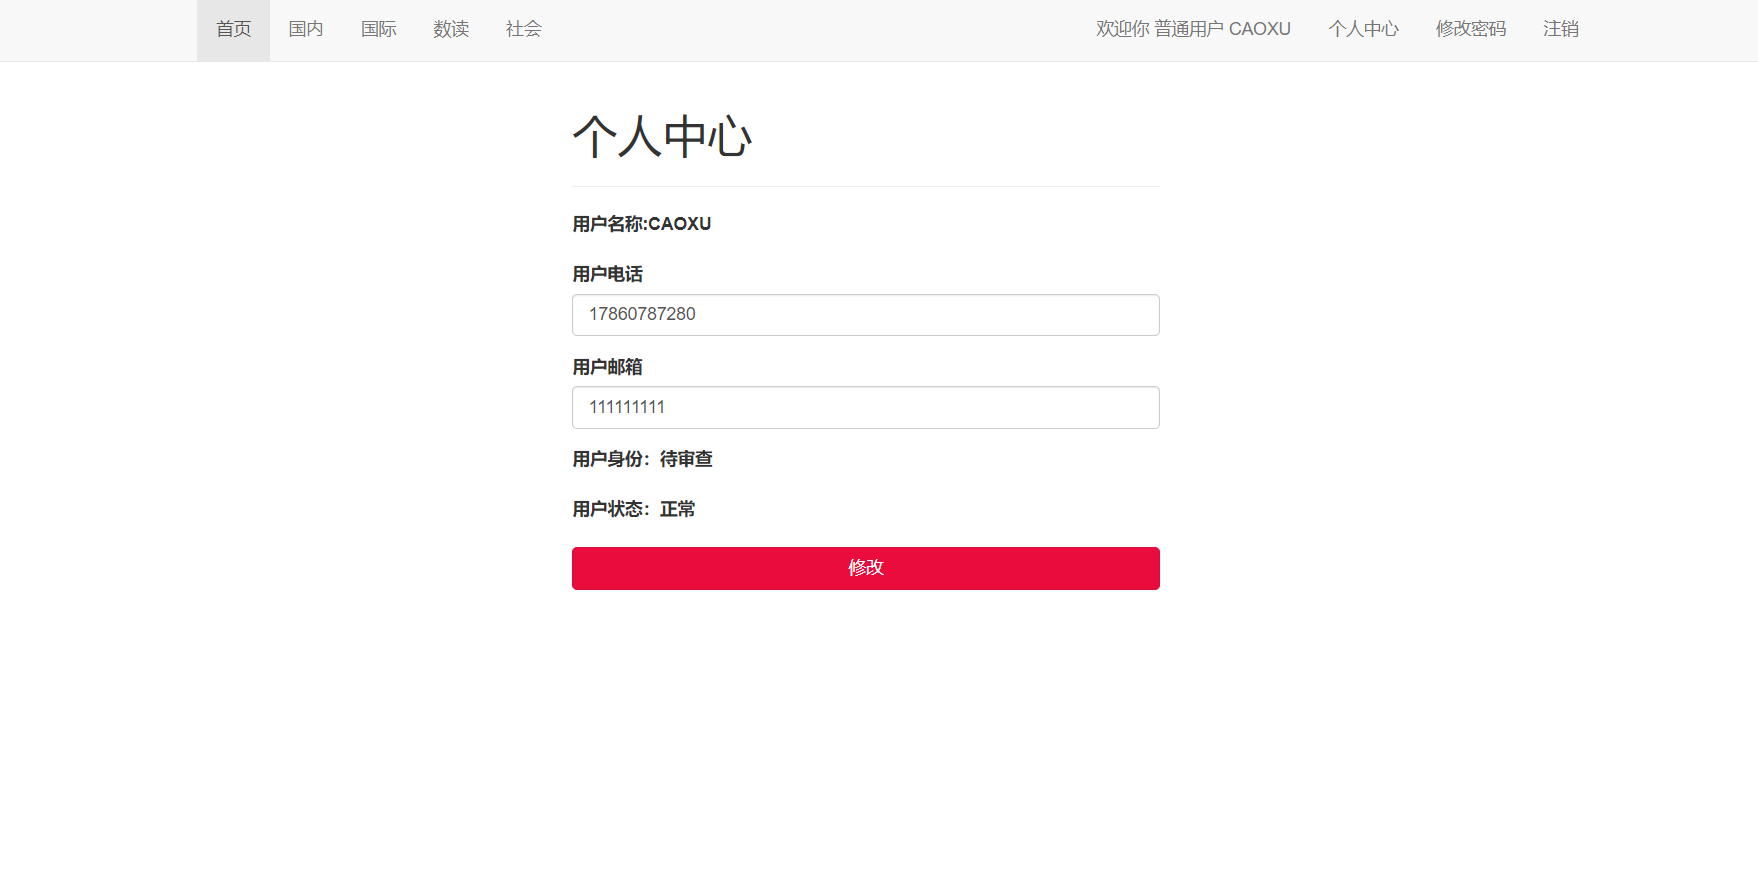 首页 国内 国际 数读 社会 欢迎你 普通用户 CAOXU 个人中心 修改密码 注销
个人中心
用户名称:CAOXU
用户电话
17860787280
用户邮箱
111111111
用户身份：待审查
用户状态：正常
修改